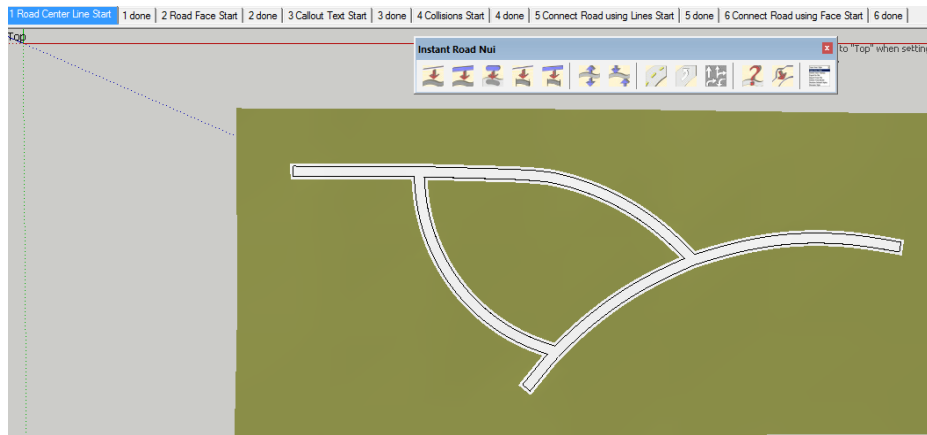 1 Road Center Line Start 1 done 2 Road Face Start 2 done 3 Callout Text Start 3 done 4 Collisions Start 4 done 5 Connect Road using Lines Start 5 done 6 Connect Road using Face Start 6 done
Top
Instant Road Nui
to "Top" when setting